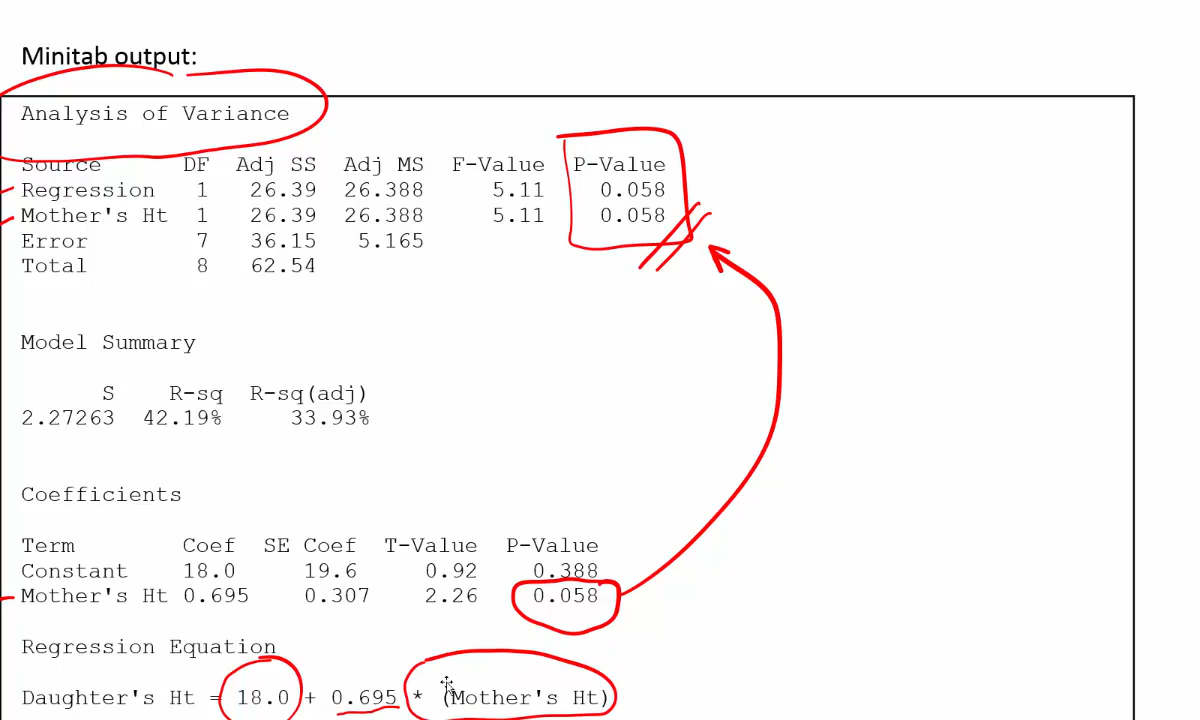 Minitab output:
Analysis of Variance
Source DF Adj SS Adj MS F-Value P-Value
Regression 1 26.39 26.388 5.11 0.058
Mother's Ht 1 26.39 26.388 5.11 0.058
Error 7 36.15 5.165
Total 8 62.54
Model Summary
S R-sq R-sq(adj)
2.27263 42.19% 33.93%
Coefficients
Term Coef SE Coef T-Value P-Value
Constant 18.0 19.6 0.92 0.388
Mother's Ht 0.695 0.307 2.26 0.058
Regression Equation
Daughter's Ht = 18.0 + 0.695 * (Mother's Ht)